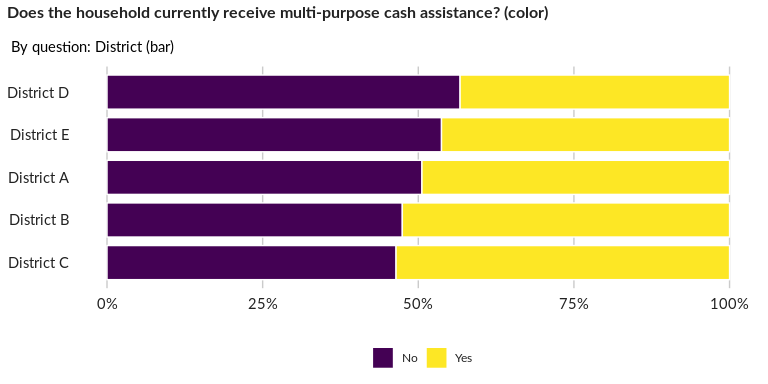 Does the household currently receive multi-purpose cash assistance? (color)
By question: District (bar)
District D
District E
District A
District B
District C
0% 25% 50% 75% 100%
No Yes